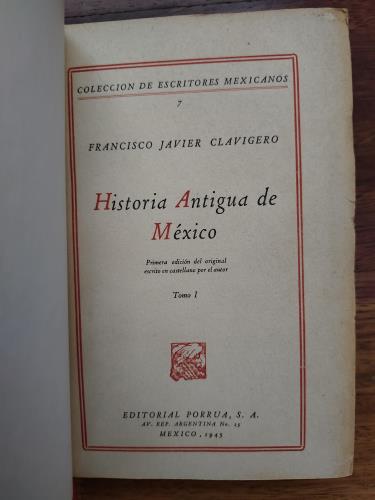 COLECCION DE ESCRITORES MEXICANOS
7
FRANCISCO JAVIER CLAVIGERO
Historia Antigua de
México
Primera edición del original
escrito en castellano por el autor
Tomo I
EDITORIAL PORRUA, S. A.
AV. REP. ARGENTINA No. 15
MEXICO, 1945